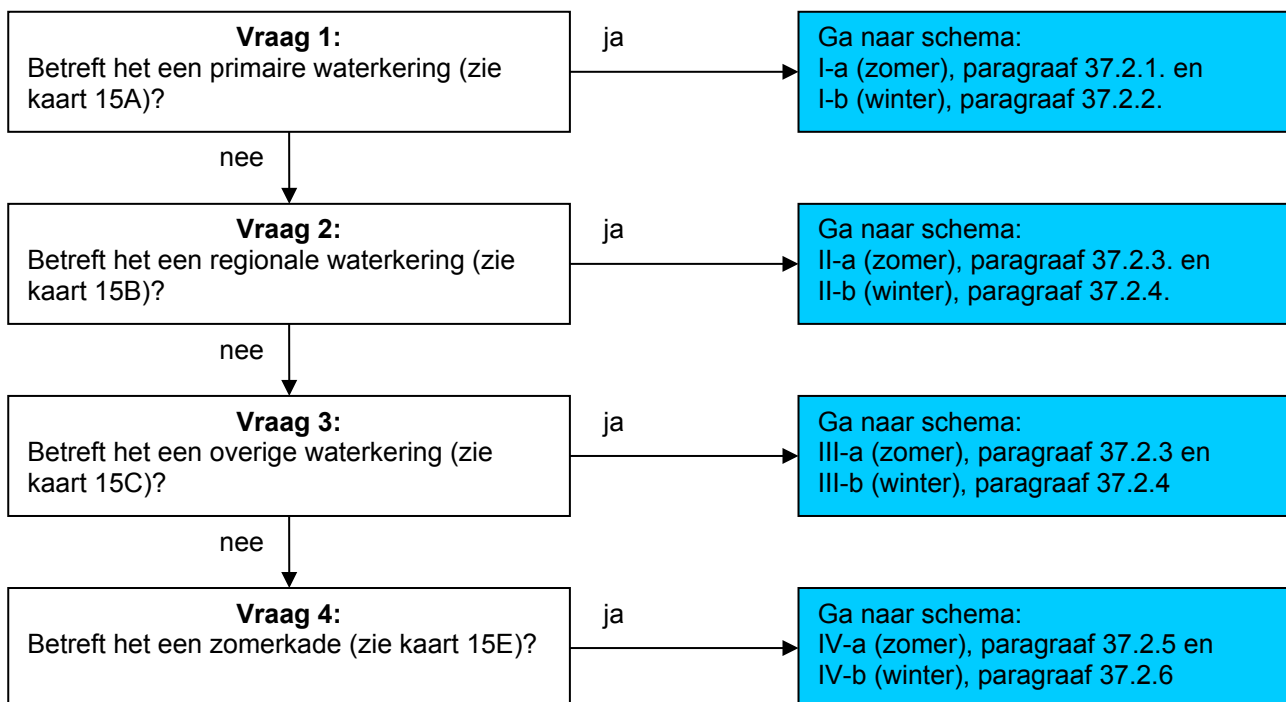 Vraag 1:
Betreft het een primaire waterkering (zie
kaart 15A)?
ja
Ga naar schema:
I-a (zomer), paragraaf 37.2.1. en
I-b (winter), paragraaf 37.2.2.
nee
Vraag 2:
Betreft het een regionale waterkering (zie
kaart 15B)?
ja
Ga naar schema:
II-a (zomer), paragraaf 37.2.3. en
II-b (winter), paragraaf 37.2.4.
nee
Vraag 3:
Betreft het een overige waterkering (zie
kaart 15C)?
ja
Ga naar schema:
III-a (zomer), paragraaf 37.2.3 en
III-b (winter), paragraaf 37.2.4
nee
Vraag 4:
Betreft het een zomerkade (zie kaart 15E)?
ja
Ga naar schema:
IV-a (zomer), paragraaf 37.2.5 en
IV-b (winter), paragraaf 37.2.6